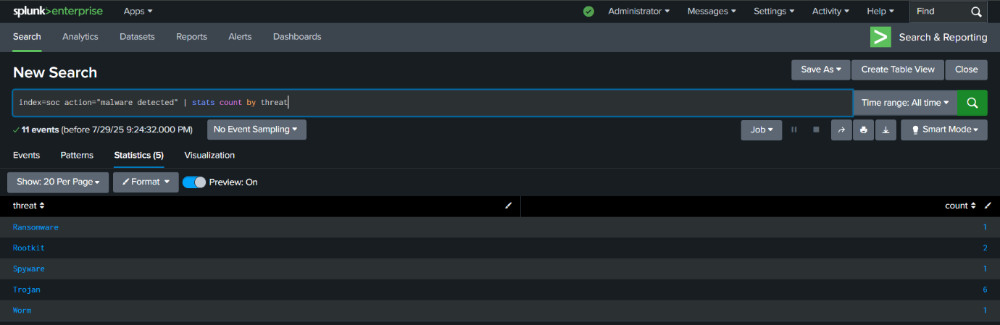 splunk>enterprise Apps Administrator Messages Settings Activity Help Find
Search Analytics Datasets Reports Alerts Dashboards Search & Reporting
New Search Save As Create Table View Close
index=soc action="malware detected" | stats count by threat Time range: All time
11 events (before 7/29/25 9:24:32.000 PM) No Event Sampling Job Smart Mode
Events Patterns Statistics (5) Visualization
Show: 20 Per Page Format Preview: On
threat count
Ransomware 1
Rootkit 2
Spyware 1
Trojan 6
Worm 1